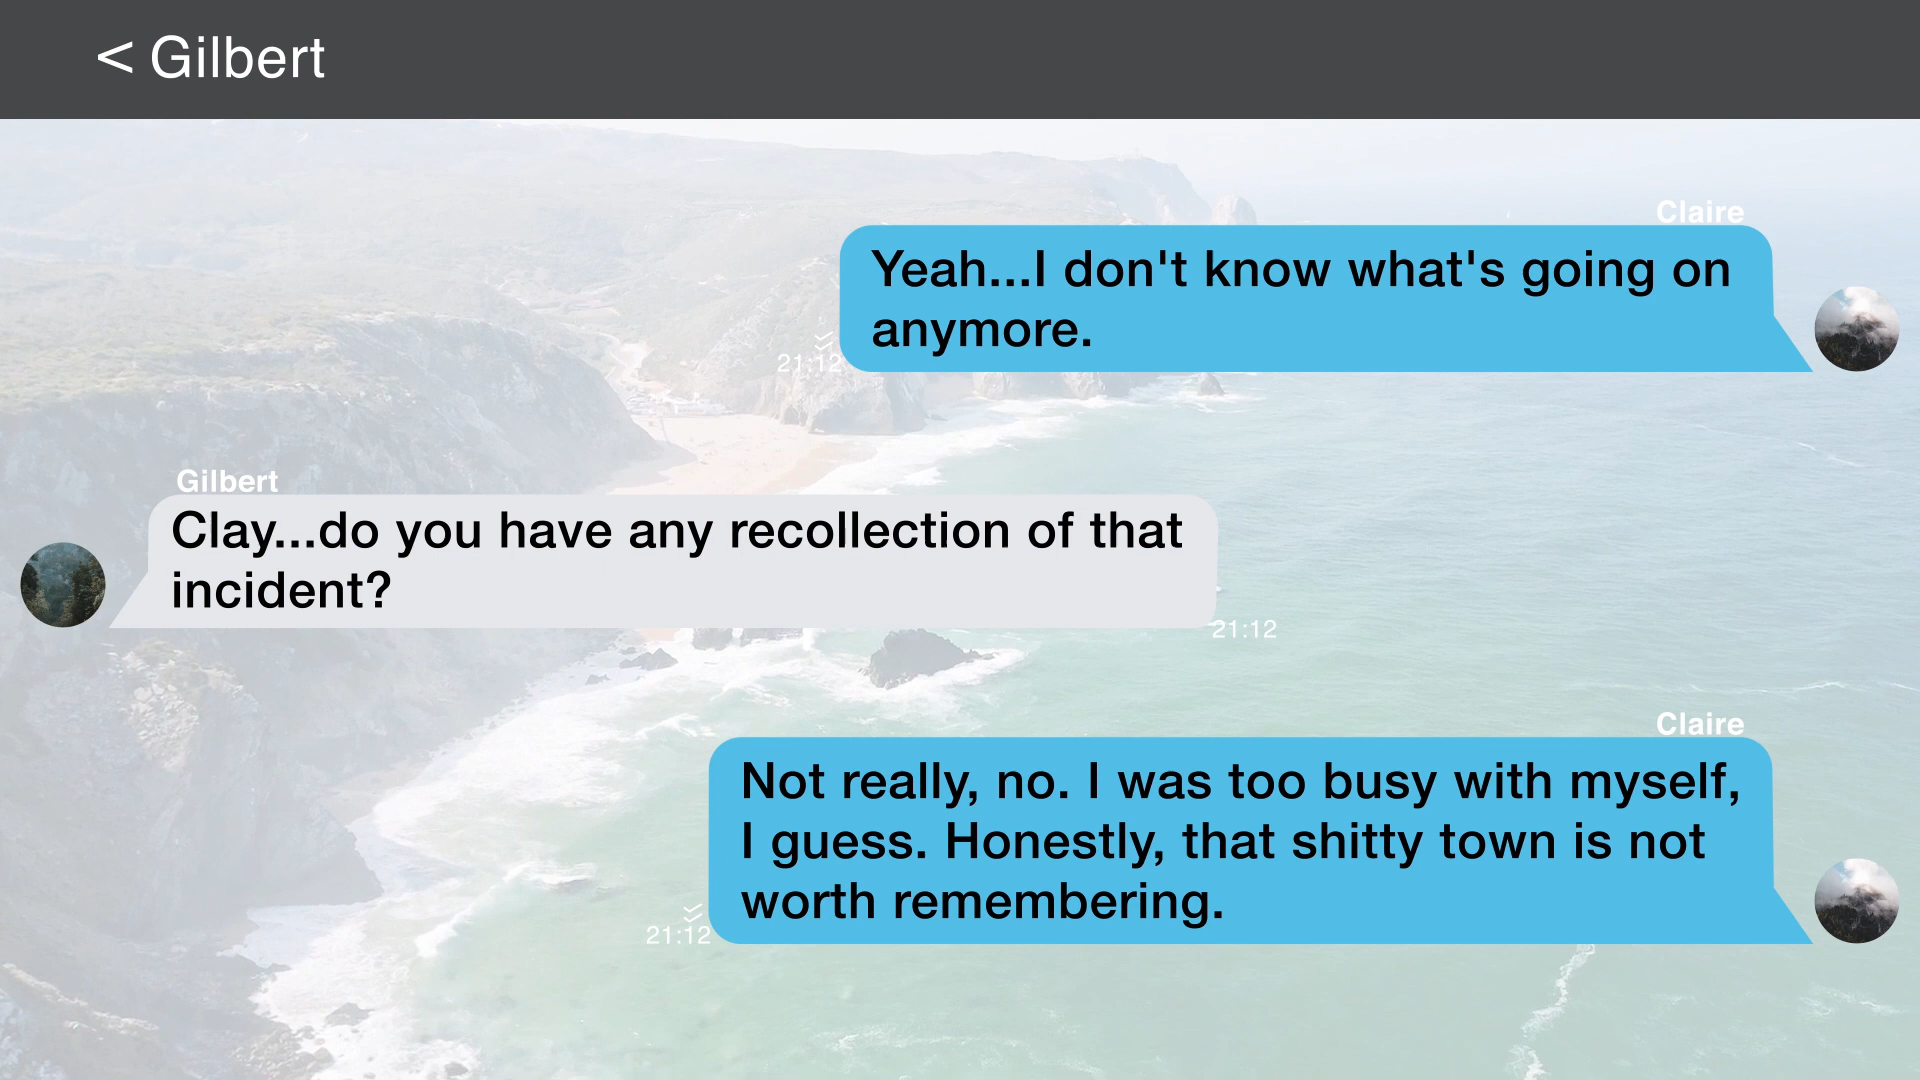 < Gilbert
Claire
Yeah...I don't know what's going on
anymore.
21:12
Gilbert
Clay...do you have any recollection of that
incident?
21:12
Claire
Not really, no. I was too busy with myself,
I guess. Honestly, that shitty town is not
worth remembering.
21:12